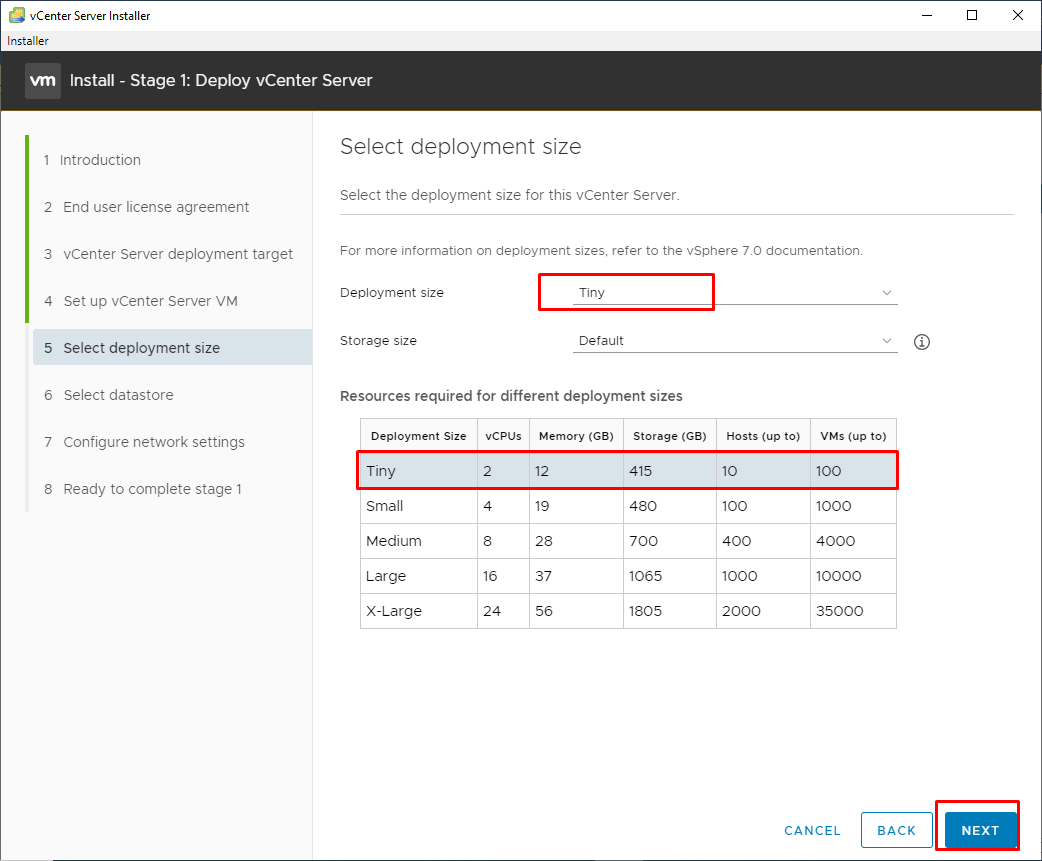 vCenter Server Installer
Installer
vm Install - Stage 1: Deploy vCenter Server
1 Introduction
2 End user license agreement
3 vCenter Server deployment target
4 Set up vCenter Server VM
5 Select deployment size
6 Select datastore
7 Configure network settings
8 Ready to complete stage 1
Select deployment size
Select the deployment size for this vCenter Server.
For more information on deployment sizes, refer to the vSphere 7.0 documentation.
Deployment size Tiny
Storage size Default
Resources required for different deployment sizes
Deployment Size vCPUs Memory (GB) Storage (GB) Hosts (up to) VMs (up to)
Tiny 2 12 415 10 100
Small 4 19 480 100 1000
Medium 8 28 700 400 4000
Large 16 37 1065 1000 10000
X-Large 24 56 1805 2000 35000
CANCEL BACK NEXT